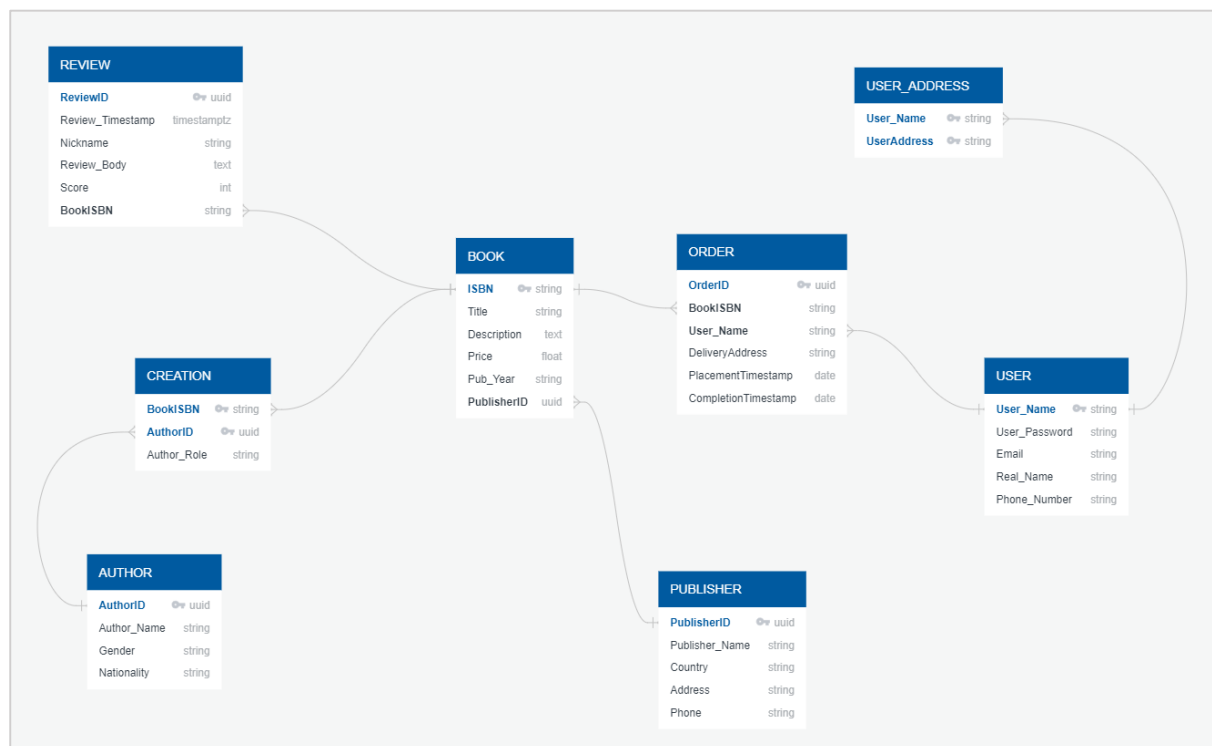 REVIEW
ReviewID uuid
Review_Timestamp timestamptz
Nickname string
Review_Body text
Score int
BookISBN string
USER_ADDRESS
User_Name string
UserAddress string
BOOK
ISBN string
Title string
Description text
Price float
Pub_Year string
PublisherID uuid
ORDER
OrderID uuid
BookISBN string
User_Name string
DeliveryAddress string
PlacementTimestamp date
CompletionTimestamp date
CREATION
BookISBN string
AuthorID uuid
Author_Role string
USER
User_Name string
User_Password string
Email string
Real_Name string
Phone_Number string
AUTHOR
AuthorID uuid
Author_Name string
Gender string
Nationality string
PUBLISHER
PublisherID uuid
Publisher_Name string
Country string
Address string
Phone string